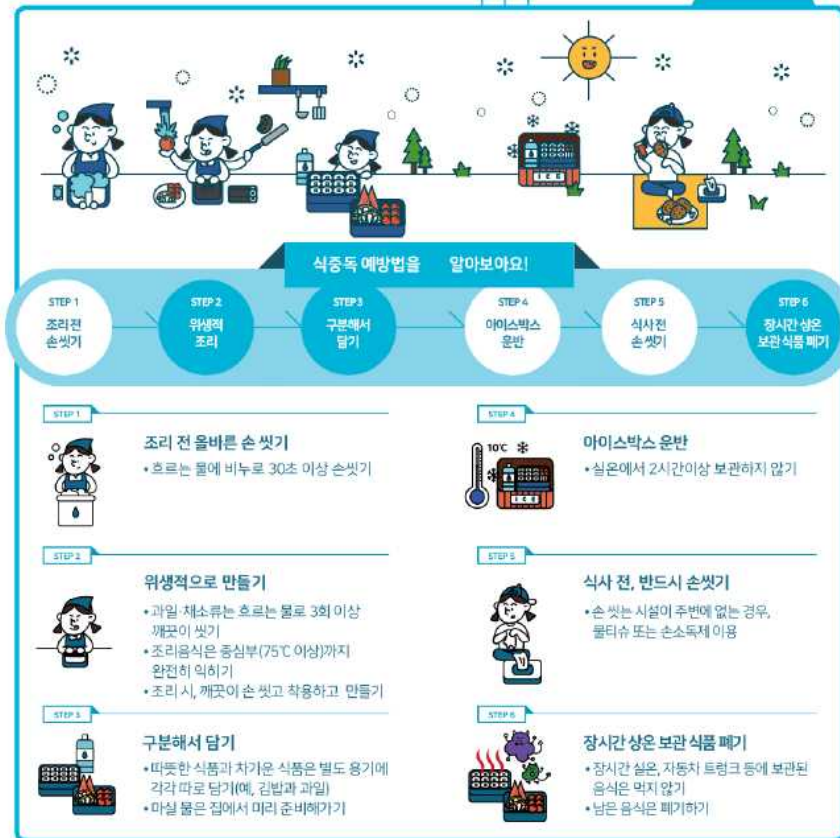 식중독 예방법을 알아보아요!
STEP 1
조리 전
손 씻기
STEP 2
위생적
조리
STEP 3
구분해서
담기
STEP 4
아이스박스
운반
STEP 5
식사 전
손 씻기
STEP 6
장시간 상온
보관 식품 폐기
STEP 1
조리 전 올바른 손 씻기
• 흐르는 물에 비누로 30초 이상 손씻기
STEP 2
위생적으로 만들기
• 과일·채소류는 흐르는 물로 3회 이상
깨끗이 씻기
• 조리음식은 중심부(75℃ 이상)까지
완전히 익히기
• 조리 시, 깨끗이 손 씻고 착용하고 만들기
STEP 3
구분해서 담기
• 따뜻한 식품과 차가운 식품은 별도 용기에
각각 따로 담기(예, 김밥과 과일)
• 마실 물은 집에서 미리 준비해가기
STEP 4
10℃
ICE
아이스박스 운반
• 실온에서 2시간이상 보관하지 않기
STEP 5
식사 전, 반드시 손씻기
• 손 씻는 시설이 주변에 없는 경우,
물티슈 또는 손소독제 이용
STEP 6
장시간 상온 보관 식품 폐기
• 장시간 실온, 자동차 트렁크 등에 보관된
음식은 먹지 않기
• 남은 음식은 폐기하기